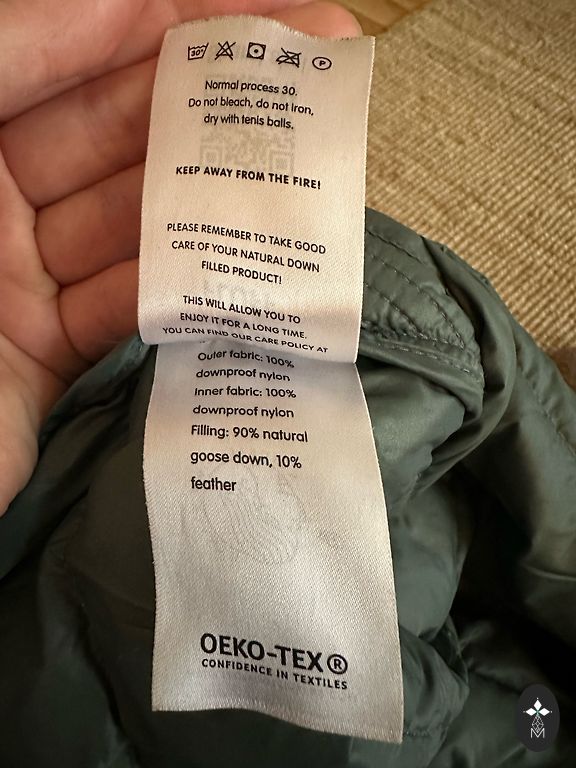 30°
P
Normal process 30.
Do not bleach, do not Iron,
dry with tenis balls.
KEEP AWAY FROM THE FIRE!
PLEASE REMEMBER TO TAKE GOOD
CARE OF YOUR NATURAL DOWN
FILLED PRODUCT!
THIS WILL ALLOW YOU TO
ENJOY IT FOR A LONG TIME.
YOU CAN FIND OUR CARE POLICY AT
Outer fabric: 100%
downproof nylon
Inner fabric: 100%
downproof nylon
Filling: 90% natural
goose down, 10%
feather
OEKO-TEX®
CONFIDENCE IN TEXTILES
M